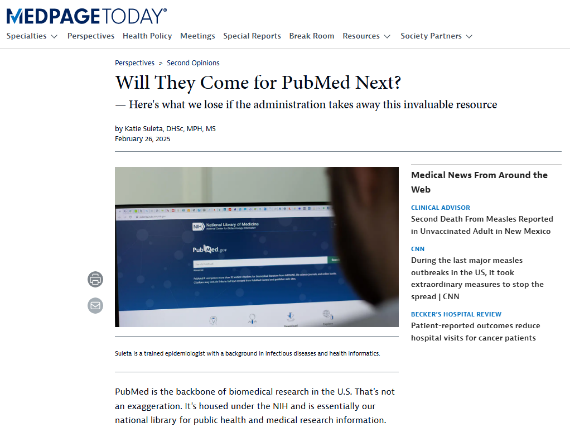 MEDPAGETODAY®
Specialties Perspectives Health Policy Meetings Special Reports Break Room Resources Society Partners
Perspectives > Second Opinions
Will They Come for PubMed Next?
— Here's what we lose if the administration takes away this invaluable resource
by Katie Suleta, DHSc, MPH, MS
February 26, 2025
NIH National Library of Medicine
PubMed.gov
Suleta is a trained epidemiologist with a background in infectious diseases and health informatics.
PubMed is the backbone of biomedical research in the U.S. That's not
an exaggeration. It's housed under the NIH and is essentially our
national library for public health and medical research information.
Medical News From Around the
Web
CLINICAL ADVISOR
Second Death From Measles Reported
in Unvaccinated Adult in New Mexico
CNN
During the last major measles
outbreaks in the US, it took
extraordinary measures to stop the
spread | CNN
BECKER'S HOSPITAL REVIEW
Patient-reported outcomes reduce
hospital visits for cancer patients